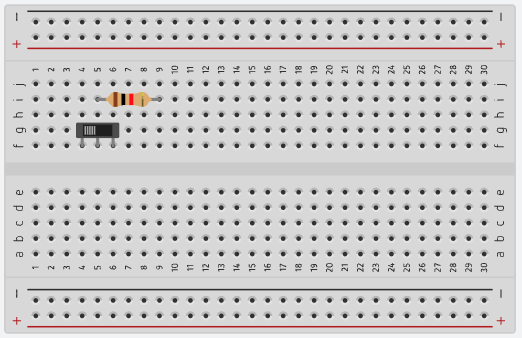 − −
+ +
1 2 3 4 5 6 7 8 9 10 11 12 13 14 15 16 17 18 19 20 21 22 23 24 25 26 27 28 29 30
j j
i i
h h
g g
f f
e e
d d
c c
b b
a a
1 2 3 4 5 6 7 8 9 10 11 12 13 14 15 16 17 18 19 20 21 22 23 24 25 26 27 28 29 30
− −
+ +